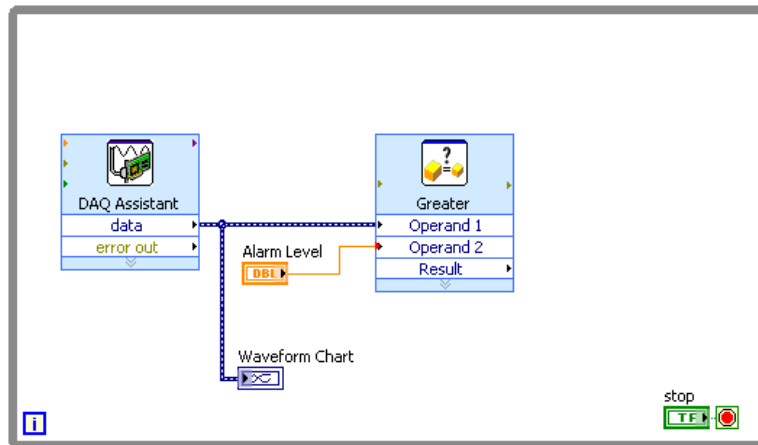 DAQ Assistant
data
error out
Alarm Level
DBL
Waveform Chart
?
=
Greater
Operand 1
Operand 2
Result
stop
TF
i